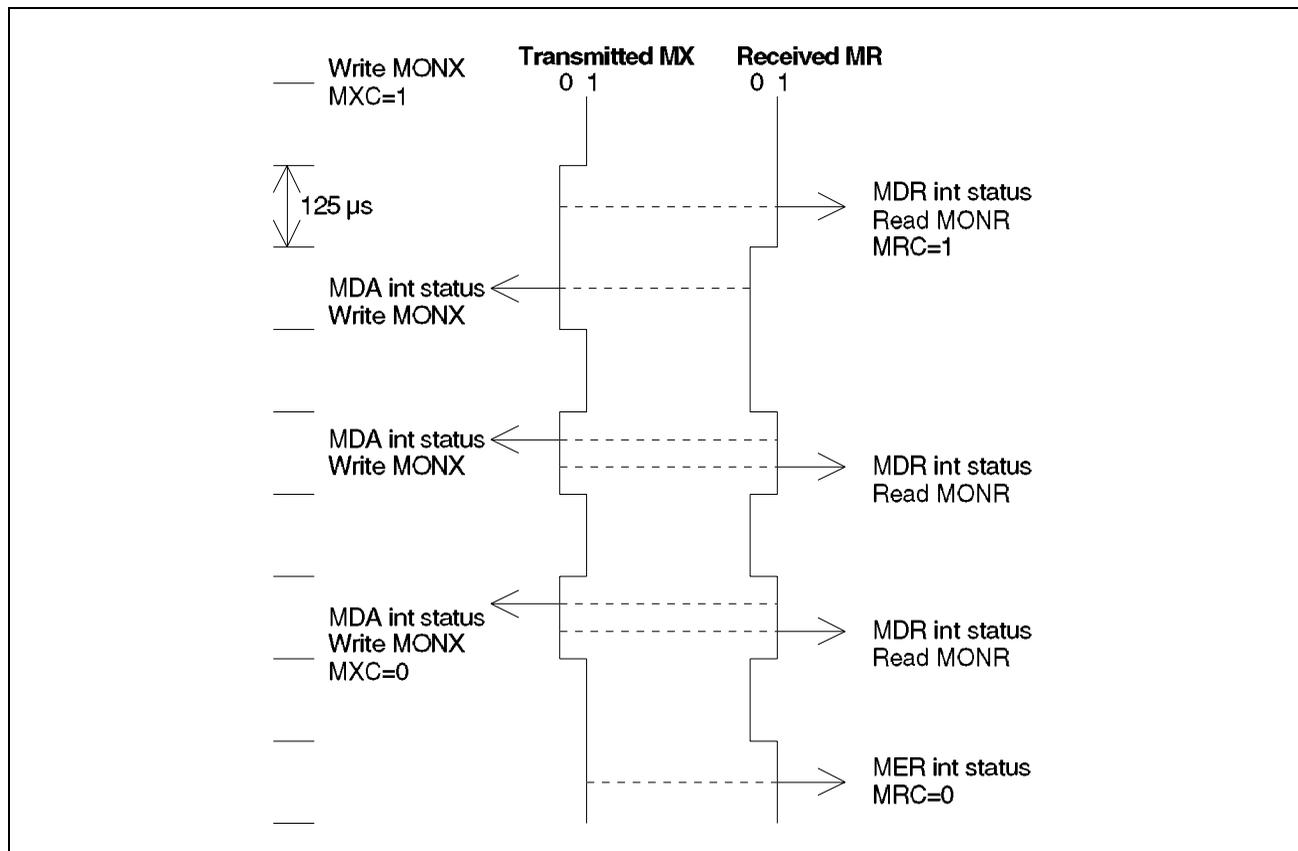 Transmitted MX Received MR
Write MONX
0 1 0 1
MXC=1
MDR int status
125 µs
Read MONR
MRC=1
MDA int status
Write MONX
MDA int status
Write MONX
MDR int status
Read MONR
MDA int status
Write MONX
MXC=0
MDR int status
Read MONR
MER int status
MRC=0